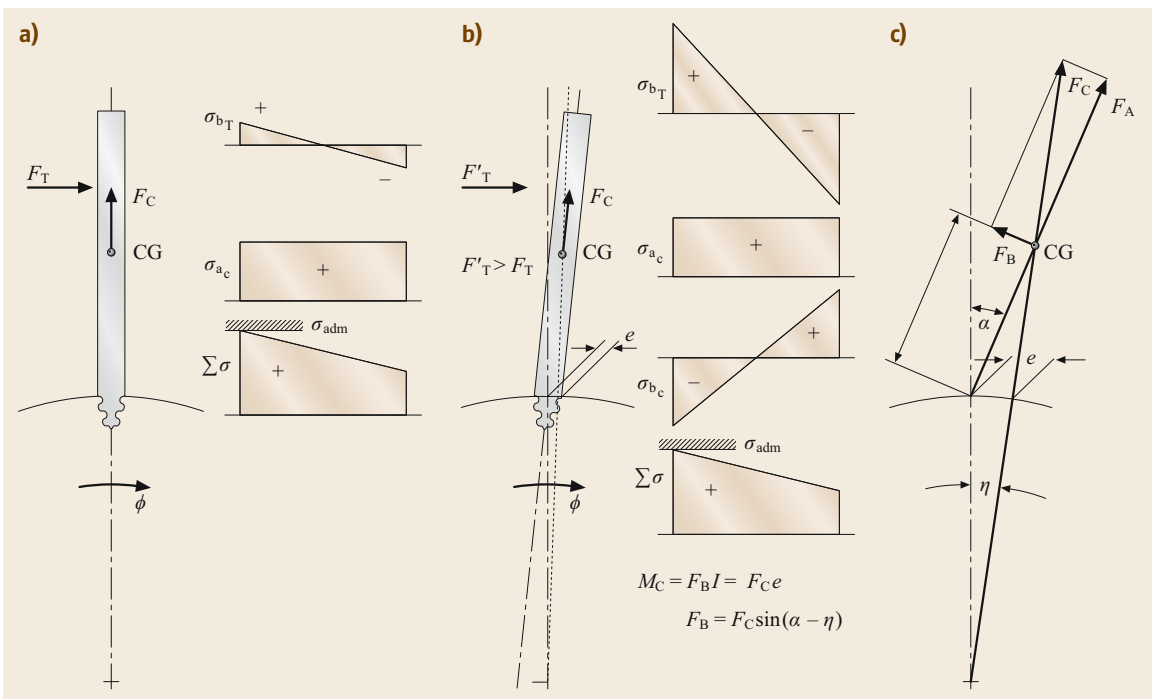 a)
+
σ_bT
−
F_T
F_C
CG
σ_ac
+
σ_adm
∑σ
+
ϕ
b)
σ_bT
+
−
F'_T
F_C
F'_T > F_T
CG
σ_ac
+
e
+
σ_bc
−
σ_adm
∑σ
+
ϕ
M_C = F_B I = F_C e
F_B = F_C sin(α − η)
c)
F_C
F_A
F_B
CG
α
e
η